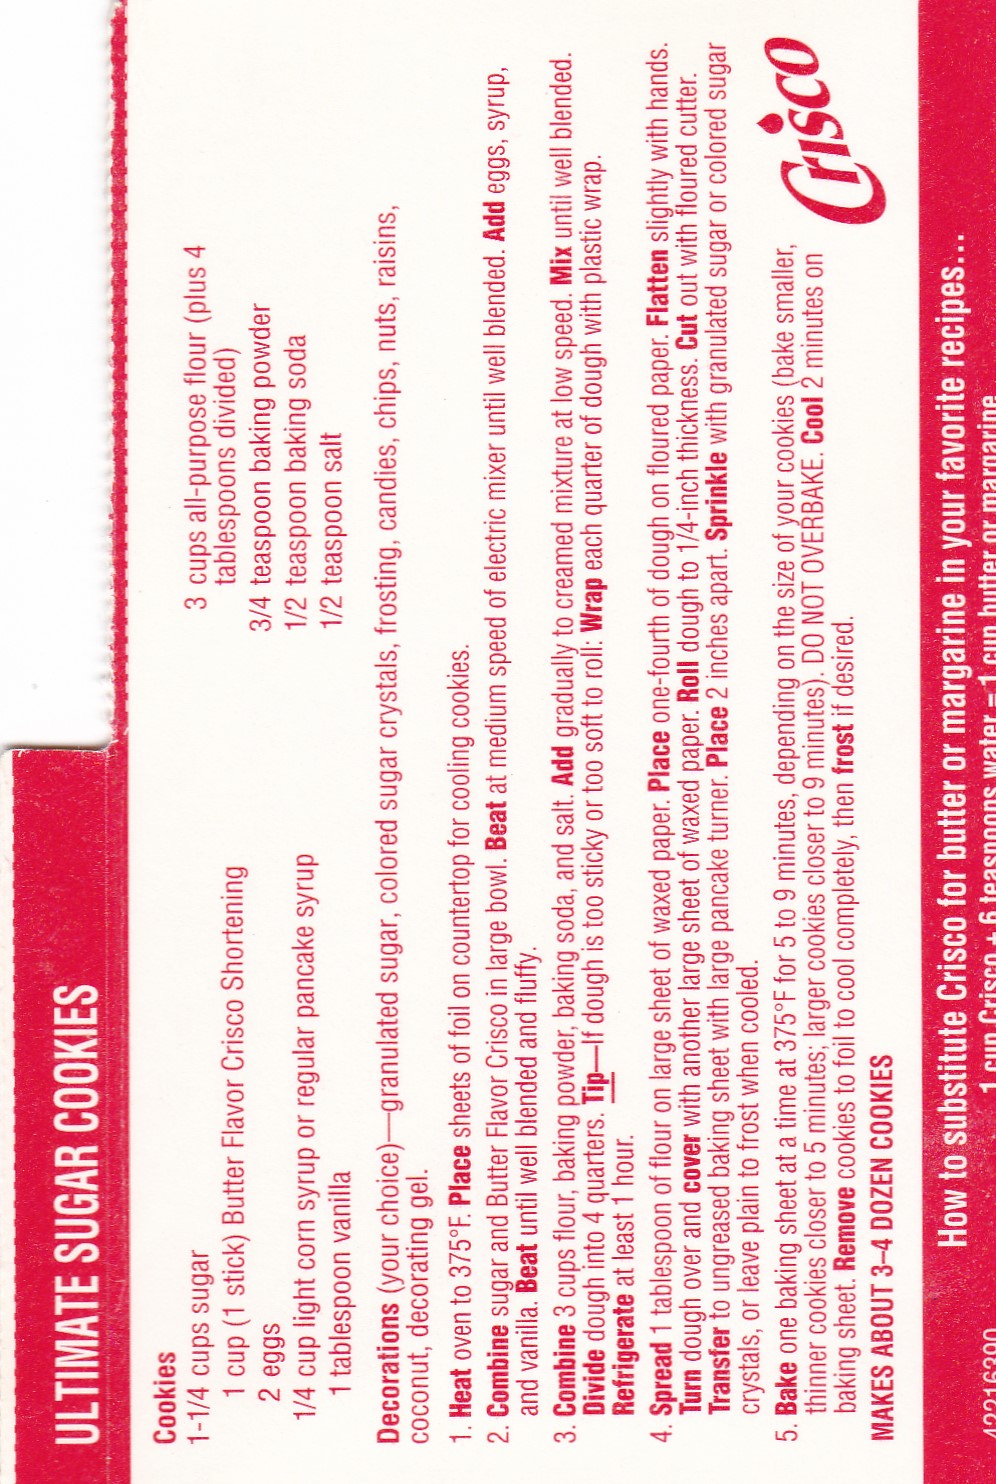 ULTIMATE SUGAR COOKIES
Cookies
1-1/4 cups sugar
1 cup (1 stick) Butter Flavor Crisco Shortening
2 eggs
1/4 cup light corn syrup or regular pancake syrup
1 tablespoon vanilla
3 cups all-purpose flour (plus 4
tablespoons divided)
3/4 teaspoon baking powder
1/2 teaspoon baking soda
1/2 teaspoon salt
Decorations (your choice)—granulated sugar, colored sugar crystals, frosting, candies, chips, nuts, raisins,
coconut, decorating gel.
1. Heat oven to 375°F. Place sheets of foil on countertop for cooling cookies.
2. Combine sugar and Butter Flavor Crisco in large bowl. Beat at medium speed of electric mixer until well blended. Add eggs, syrup,
and vanilla. Beat until well blended and fluffy.
3. Combine 3 cups flour, baking powder, baking soda, and salt. Add gradually to creamed mixture at low speed. Mix until well blended.
Divide dough into 4 quarters. Tip—If dough is too sticky or too soft to roll: Wrap each quarter of dough with plastic wrap.
Refrigerate at least 1 hour.
4. Spread 1 tablespoon of flour on large sheet of waxed paper. Place one-fourth of dough on floured paper. Flatten slightly with hands.
Turn dough over and cover with another large sheet of waxed paper. Roll dough to 1/4-inch thickness. Cut out with floured cutter.
Transfer to ungreased baking sheet with large pancake turner. Place 2 inches apart. Sprinkle with granulated sugar or colored sugar
crystals, or leave plain to frost when cooled.
5. Bake one baking sheet at a time at 375°F for 5 to 9 minutes, depending on the size of your cookies (bake smaller,
thinner cookies closer to 5 minutes; larger cookies closer to 9 minutes). DO NOT OVERBAKE. Cool 2 minutes on
baking sheet. Remove cookies to foil to cool completely, then frost if desired.
MAKES ABOUT 3–4 DOZEN COOKIES
Crisco
How to substitute Crisco for butter or margarine in your favorite recipes...
1 cup Crisco + 6 teaspoons water = 1 cup butter or margarine
42216300